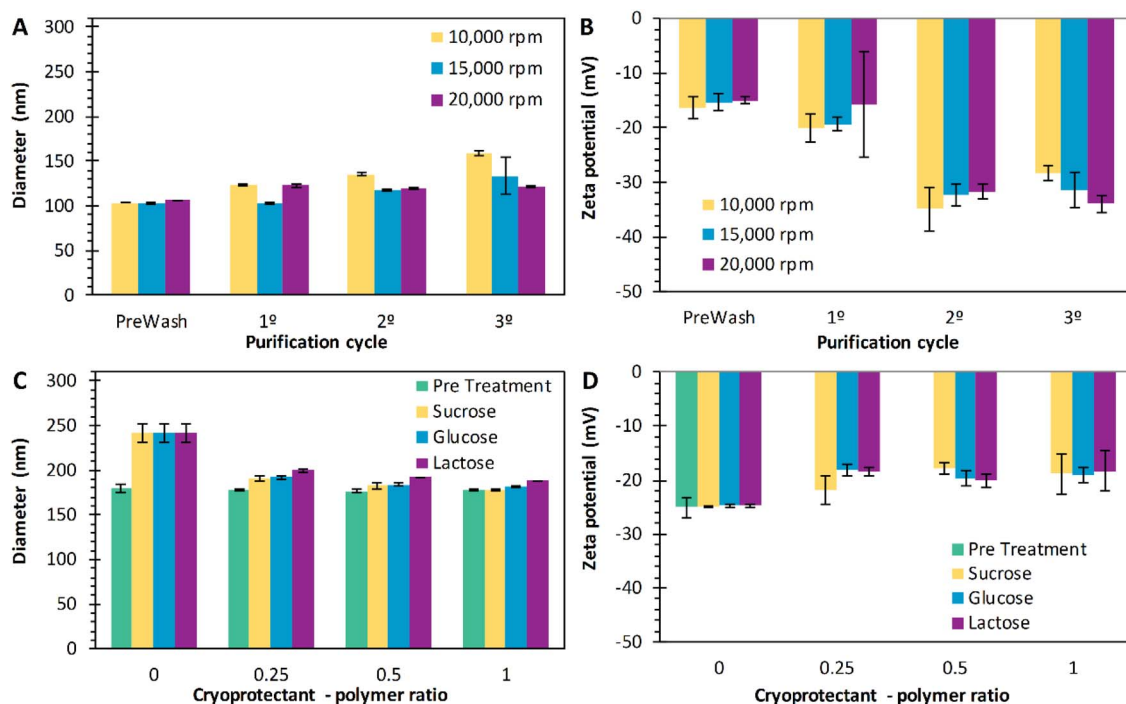 A
Diameter (nm)
300
250
200
150
100
50
0
10,000 rpm
15,000 rpm
20,000 rpm
PreWash 1º 2º 3º
Purification cycle
B
Zeta potential (mV)
0
-10
-20
-30
-40
-50
10,000 rpm
15,000 rpm
20,000 rpm
PreWash 1º 2º 3º
Purification cycle
C
Diameter (nm)
300
250
200
150
100
50
0
Pre Treatment
Sucrose
Glucose
Lactose
0 0.25 0.5 1
Cryoprotectant - polymer ratio
D
Zeta potential (mV)
0
-10
-20
-30
-40
-50
Pre Treatment
Sucrose
Glucose
Lactose
0 0.25 0.5 1
Cryoprotectant - polymer ratio